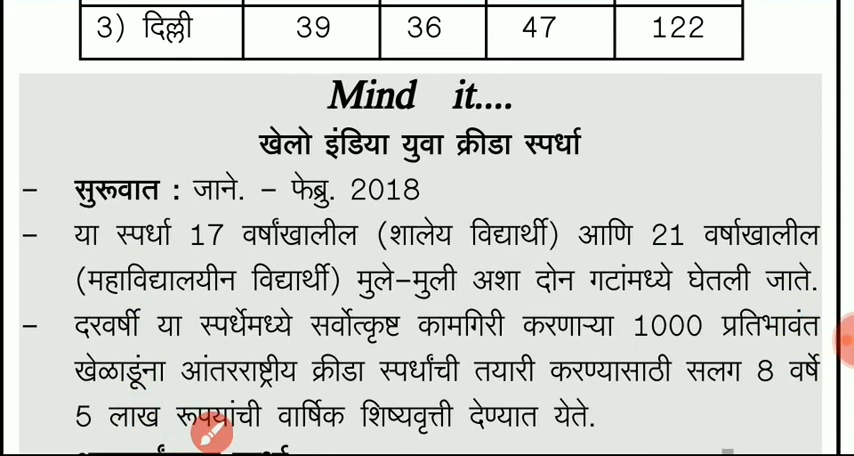 3) दिल्ली 39 36 47 122
Mind it....
खेलो इंडिया युवा क्रीडा स्पर्धा
– सुरूवात : जाने. – फेब्रु. 2018
– या स्पर्धा 17 वर्षांखालील (शालेय विद्यार्थी) आणि 21 वर्षाखालील
(महाविद्यालयीन विद्यार्थी) मुले–मुली अशा दोन गटांमध्ये घेतली जाते.
– दरवर्षी या स्पर्धेमध्ये सर्वोत्कृष्ट कामगिरी करणाऱ्या 1000 प्रतिभावंत
खेळाडूंना आंतरराष्ट्रीय क्रीडा स्पर्धांची तयारी करण्यासाठी सलग 8 वर्षे
5 लाख रूपयांची वार्षिक शिष्यवृत्ती देण्यात येते.